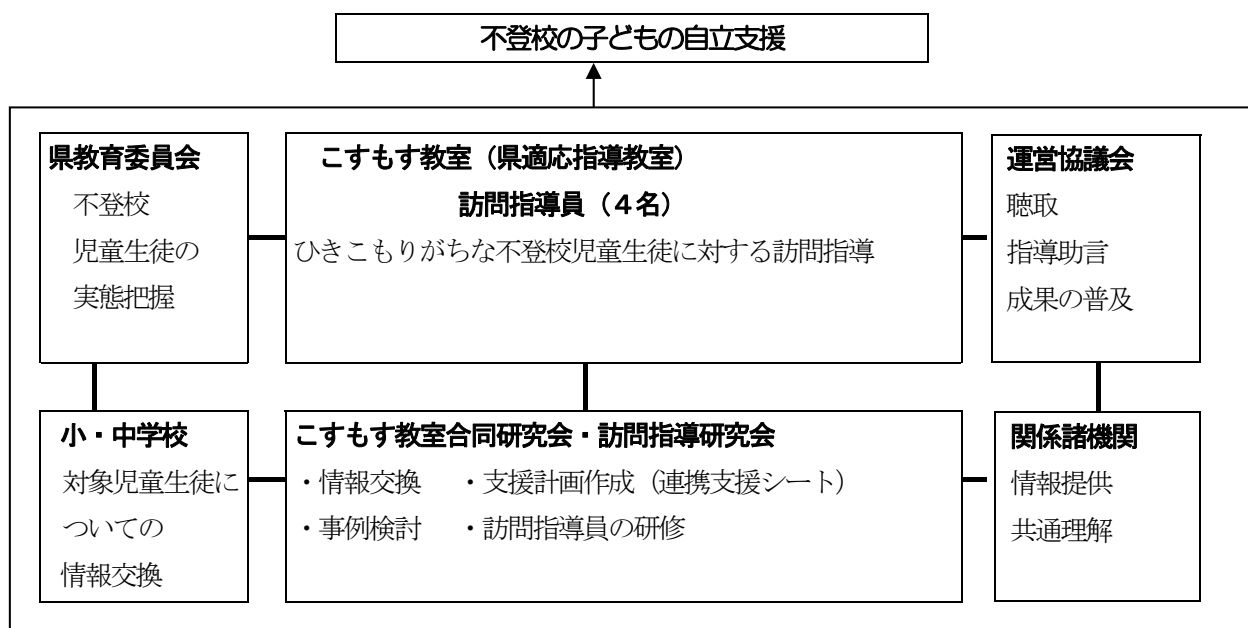 不登校の子どもの自立支援
県教育委員会
不登校
児童生徒の
実態把握
こすもす教室（県適応指導教室）
訪問指導員（４名）
ひきこもりがちな不登校児童生徒に対する訪問指導
運営協議会
聴取
指導助言
成果の普及
小・中学校
対象児童生徒に
ついての
情報交換
こすもす教室合同研究会・訪問指導研究会
・情報交換　・支援計画作成（連携支援シート）
・事例検討　・訪問指導員の研修
関係諸機関
情報提供
共通理解